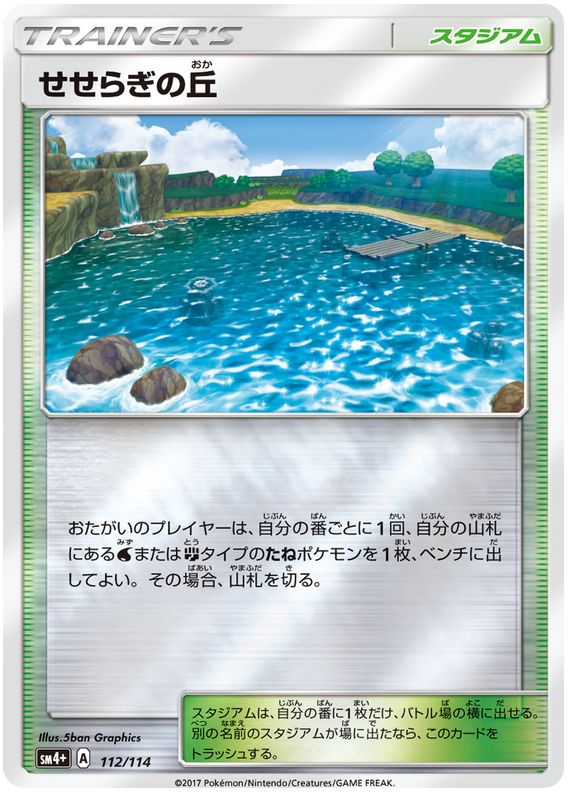 TRAINER'S
スタジアム
せせらぎの丘
おか
おたがいのプレイヤーは、自分の番ごとに1回、自分の山札
にあるまたはタイプのたねポケモンを1枚、ベンチに出
してよい。その場合、山札を切る。
スタジアムは、自分の番に1枚だけ、バトル場の横に出せる。
別の名前のスタジアムが場に出たなら、このカードを
トラッシュする。
Illus.5ban Graphics
SM4+ A 112/114
©2017 Pokémon/Nintendo/Creatures/GAME FREAK.